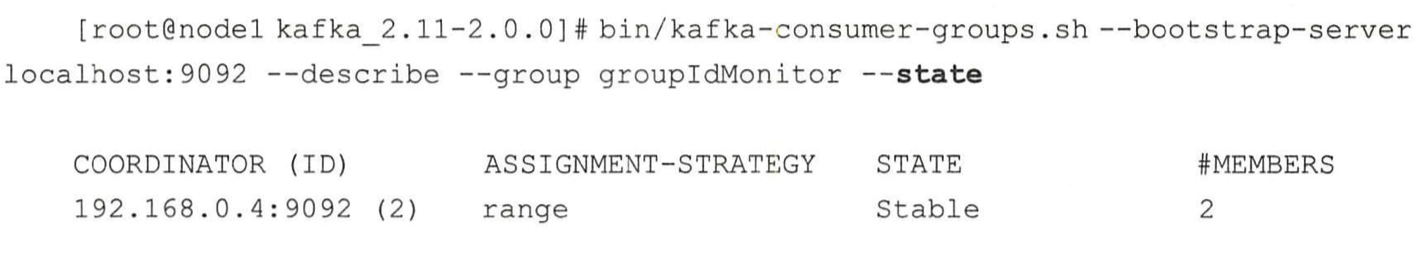 [root@node1 kafka_2.11-2.0.0]# bin/kafka-consumer-groups.sh --bootstrap-server
localhost:9092 --describe --group groupIdMonitor --state
COORDINATOR (ID) ASSIGNMENT-STRATEGY STATE #MEMBERS
192.168.0.4:9092 (2) range Stable 2